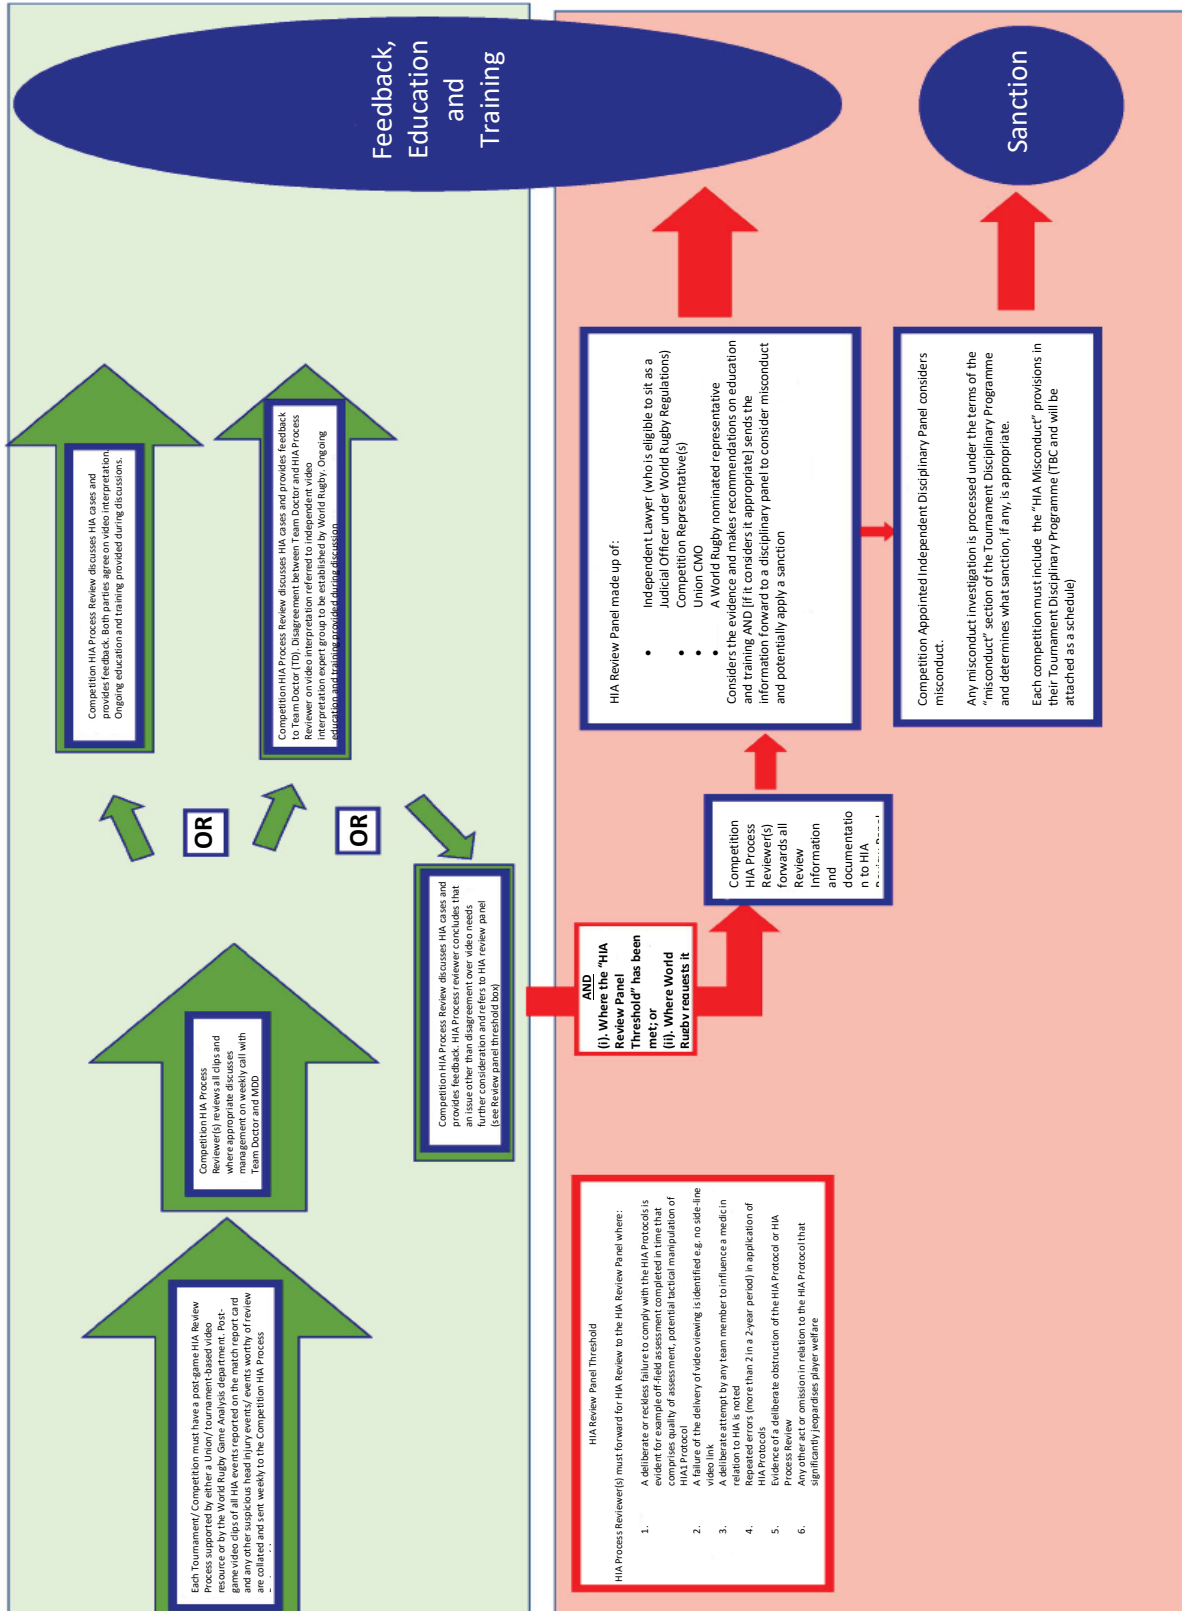 Each Tournament/ Competition must have a post-game HIA Review
Process supported by either a Union/ tournament-based video
resource or by the World Rugby Game Analysis department. Post-
game video clips of all HIA events reported on the match report card
and any other suspicious head injury events/ events worthy of review
are collated and sent weekly to the Competition HIA Process
Competition HIA Process
Reviewer(s) reviews all clips and
where appropriate discusses
management on weekly call with
Team Doctor and MDD
Competition HIA Process Review discusses HIA cases and
provides feedback. Both parties agree on video interpretation.
Ongoing education and training provided during discussions.
OR
Competition HIA Process Review discusses HIA cases and provides feedback
to Team Doctor (TD). Disagreement between Team Doctor and HIA Process
Reviewer on video interpretation referred to independent video
interpretation expert group to be established by World Rugby. Ongoing
education and training provided during discussion
OR
Competition HIA Process Review discusses HIA cases and
provides feedback. HIA Process reviewer concludes that
an issue other than disagreement over video needs
further consideration and refers to HIA review panel
(see Review panel threshold box)
Feedback,
Education
and
Training
HIA Review Panel Threshold
HIA Process Reviewer(s) must forward for HIA Review to the HIA Review Panel where:
1. A deliberate or reckless failure to comply with the HIA Protocols is
evident for example off-field assessment completed in time that
comprises quality of assessment, potential tactical manipulation of
HIA1 Protocol
2. A failure of the delivery of video viewing is identified e.g. no side-line
video link
3. A deliberate attempt by any team member to influence a medic in
relation to HIA is noted
4. Repeated errors (more than 2 in a 2-year period) in application of
HIA Protocols
5. Evidence of a deliberate obstruction of the HIA Protocol or HIA
Process Review
6. Any other act or omission in relation to the HIA Protocol that
significantly jeopardises player welfare
AND
(i). Where the “HIA
Review Panel
Threshold” has been
met; or
(ii). Where World
Rugby requests it
Competition
HIA Process
Reviewer(s)
forwards all
Review
Information
and
documentatio
n to HIA
Review Panel
HIA Review Panel made up of:
• Independent Lawyer (who is eligible to sit as a
Judicial Officer under World Rugby Regulations)
• Competition Representative(s)
• Union CMO
• A World Rugby nominated representative
Considers the evidence and makes recommendations on education
and training AND [if it considers it appropriate] sends the
information forward to a disciplinary panel to consider misconduct
and potentially apply a sanction
Competition Appointed Independent Disciplinary Panel considers
misconduct.
Any misconduct investigation is processed under the terms of the
“misconduct” section of the Tournament Disciplinary Programme
and determines what sanction, if any, is appropriate.
Each competition must include the “HIA Misconduct” provisions in
their Tournament Disciplinary Programme (TBC and will be
attached as a schedule)
Sanction